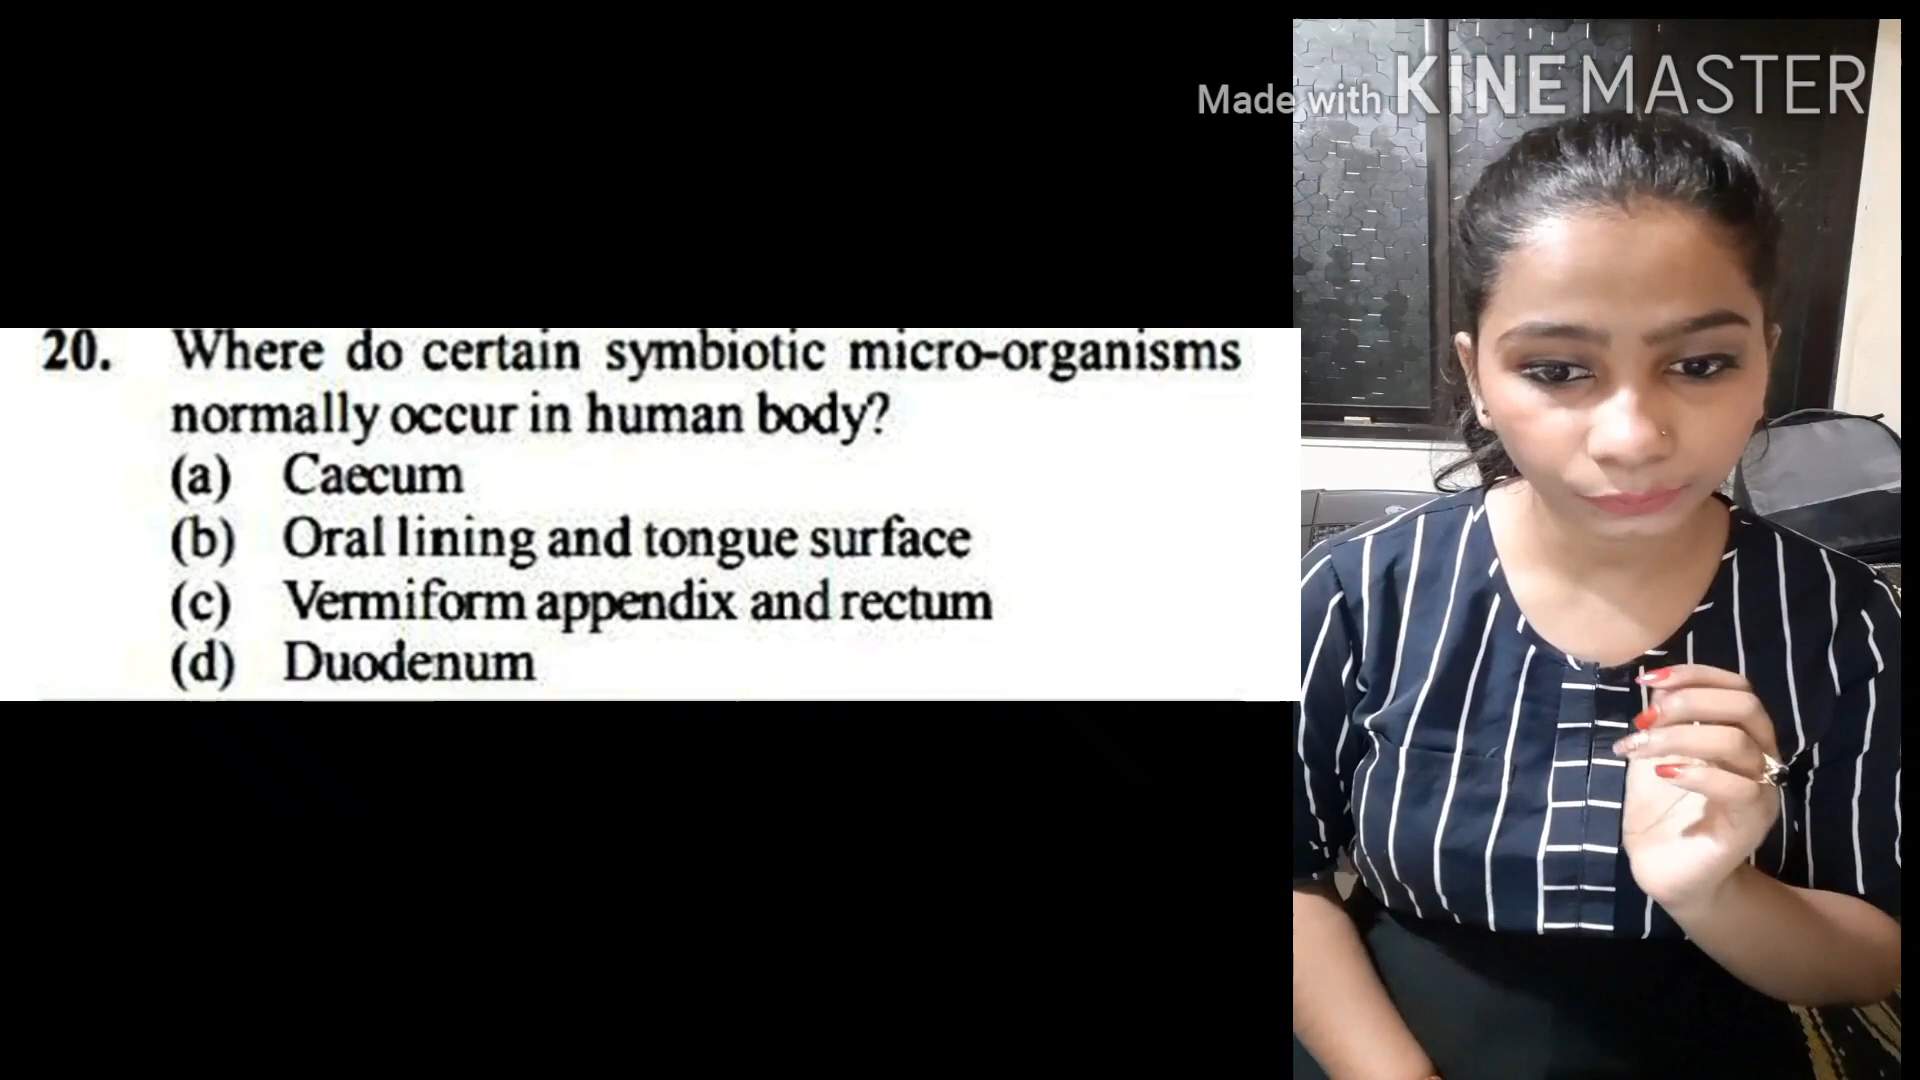 Made with KINEMASTER
20. Where do certain symbiotic micro-organisms
normally occur in human body?
(a) Caecum
(b) Oral lining and tongue surface
(c) Vermiform appendix and rectum
(d) Duodenum